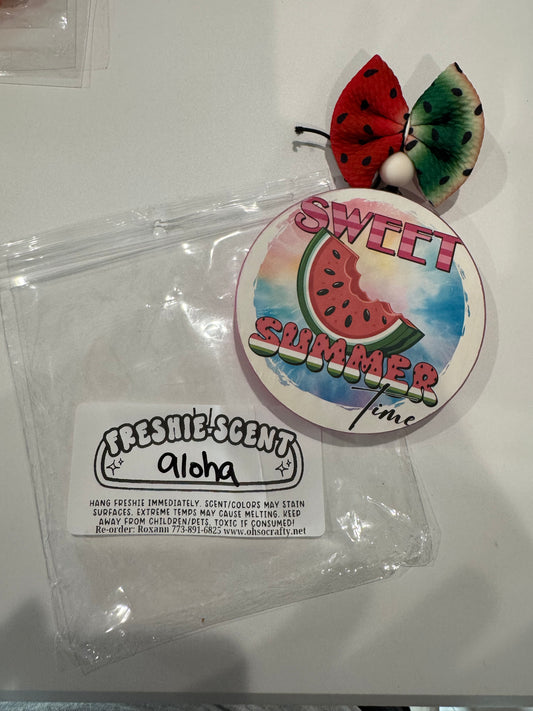 SWEET
SUMMER
Time
FRESHIE SCENT
aloha
HANG FRESHIE IMMEDIATELY. SCENT/COLORS MAY STAIN
SURFACES. EXTREME TEMPS MAY CAUSE MELTING. KEEP
AWAY FROM CHILDREN/PETS. TOXIC IF CONSUMED!
Re-order: Roxann 773-891-6825 www.ohsocrafty.net